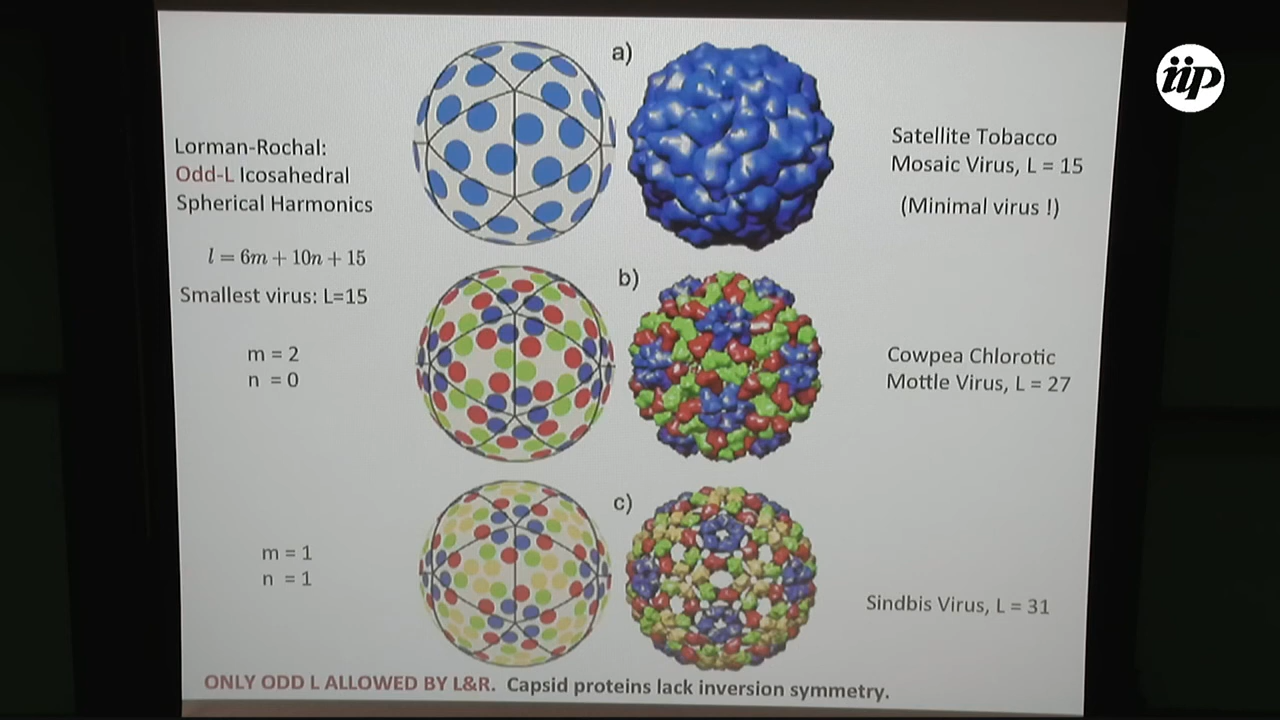 iip
a)
Lorman-Rochal:
Odd-L Icosahedral
Spherical Harmonics
l = 6m + 10n + 15
Smallest virus: L=15
Satellite Tobacco
Mosaic Virus, L = 15
(Minimal virus !)
b)
m = 2
n = 0
Cowpea Chlorotic
Mottle Virus, L = 27
c)
m = 1
n = 1
Sindbis Virus, L = 31
ONLY ODD L ALLOWED BY L&R. Capsid proteins lack inversion symmetry.